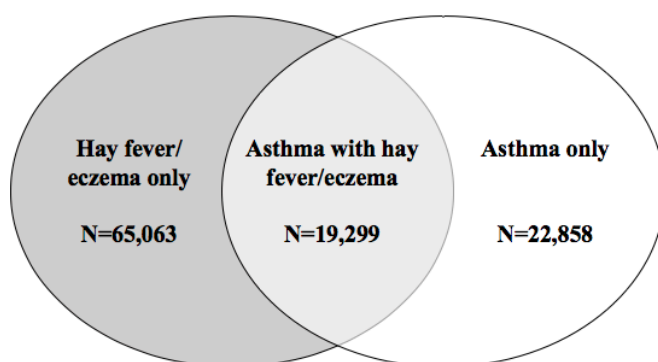 Hay fever/
eczema only
N=65,063
Asthma with hay
fever/eczema
N=19,299
Asthma only
N=22,858